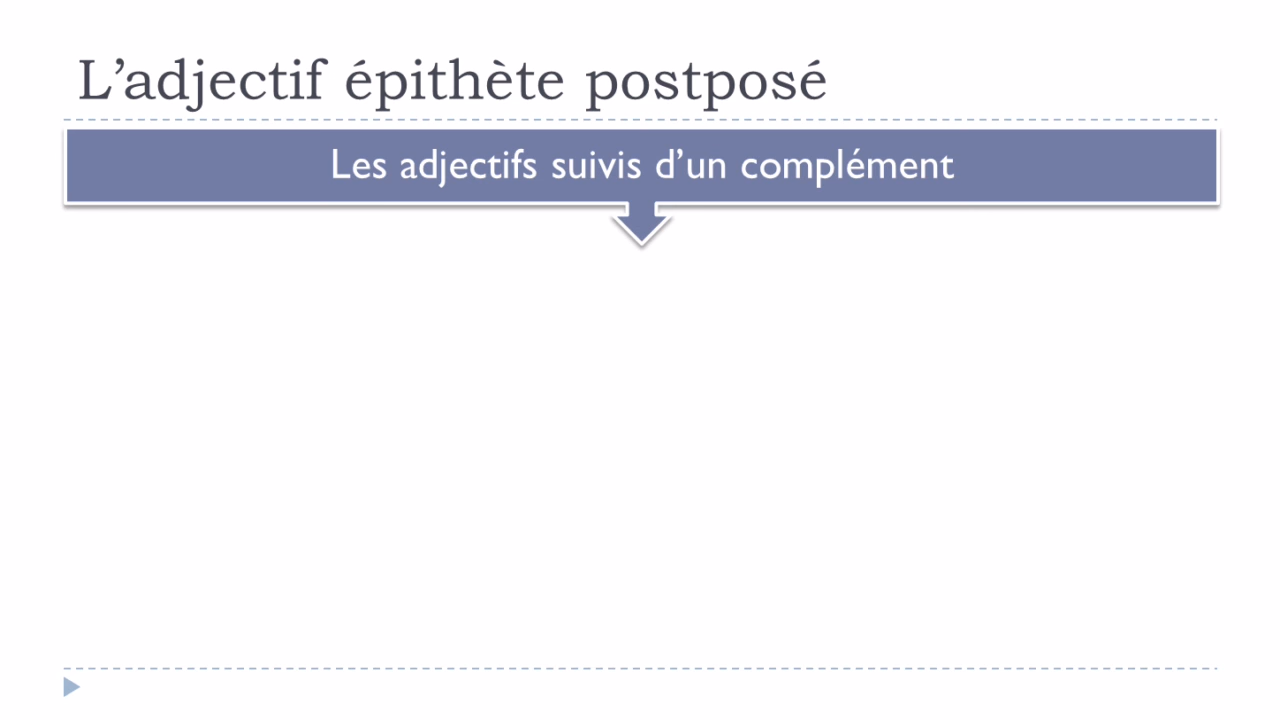 L’adjectif épithète postposé
Les adjectifs suivis d’un complément